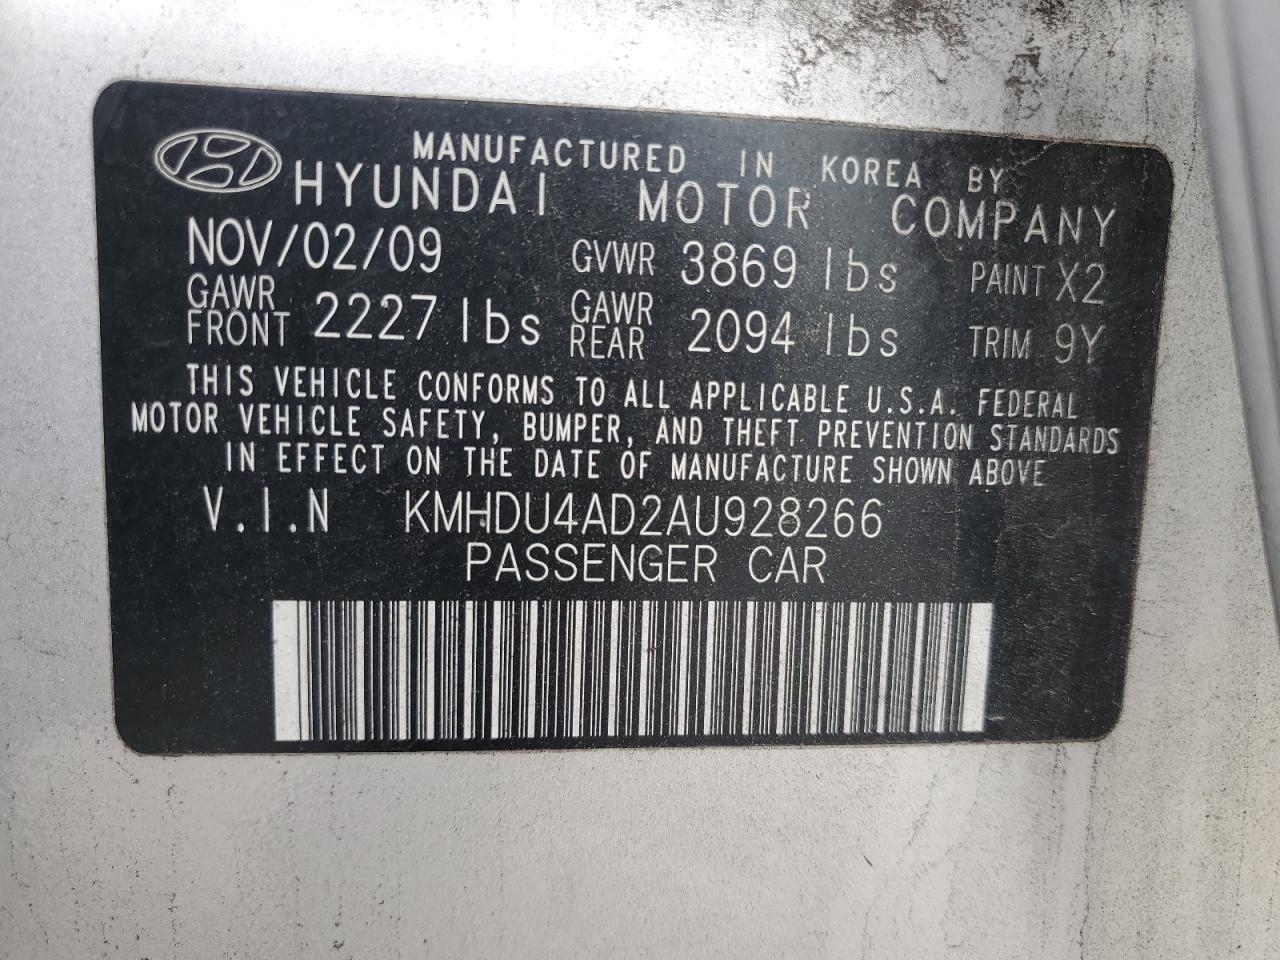 MANUFACTURED IN KOREA BY
HYUNDAI MOTOR COMPANY
NOV/02/09 GVWR 3869 lbs PAINT X2
GAWR FRONT 2227 lbs GAWR REAR 2094 lbs TRIM 9Y
THIS VEHICLE CONFORMS TO ALL APPLICABLE U.S.A. FEDERAL
MOTOR VEHICLE SAFETY, BUMPER, AND THEFT PREVENTION STANDARDS
IN EFFECT ON THE DATE OF MANUFACTURE SHOWN ABOVE
V.I.N KMHDU4AD2AU928266
PASSENGER CAR